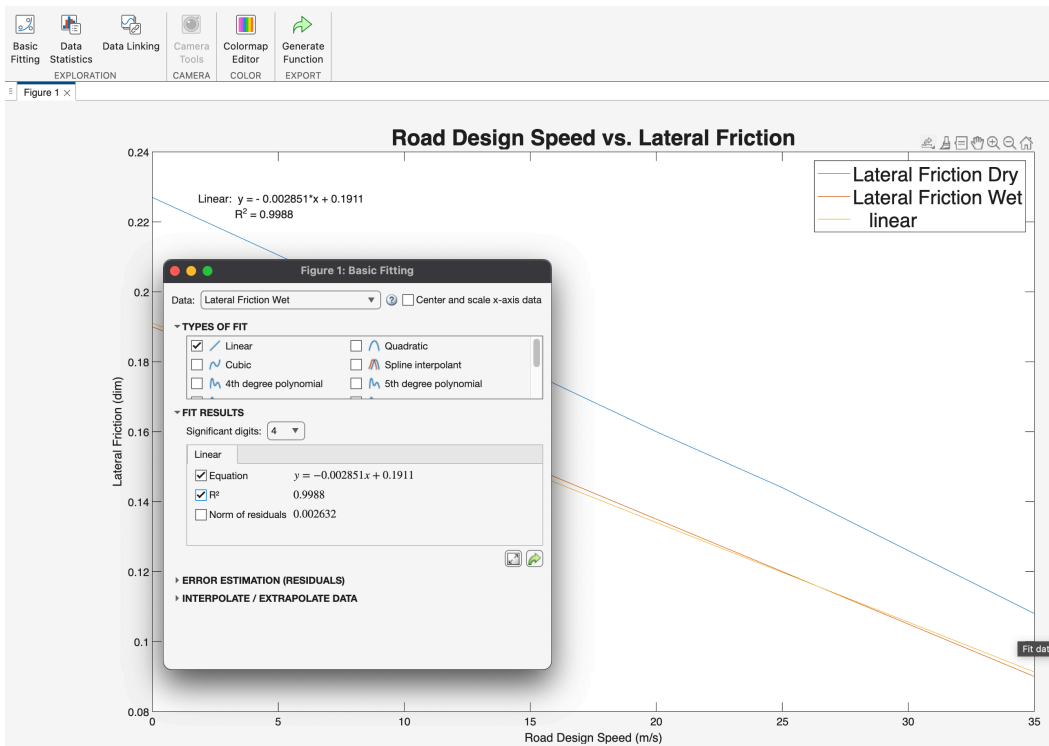 Basic Fitting
Data Statistics
Data Linking
Camera Tools
Colormap Editor
Generate Function
EXPLORATION
CAMERA
COLOR
EXPORT
Figure 1 ×
Road Design Speed vs. Lateral Friction
Lateral Friction Dry
Lateral Friction Wet
linear
Linear: y = - 0.002851*x + 0.1911
R² = 0.9988
Figure 1: Basic Fitting
Data: Lateral Friction Wet Center and scale x-axis data
TYPES OF FIT
Linear Quadratic
Cubic Spline interpolant
4th degree polynomial 5th degree polynomial
FIT RESULTS
Significant digits: 4
Linear
Equation y = −0.002851x + 0.1911
R² 0.9988
Norm of residuals 0.002632
ERROR ESTIMATION (RESIDUALS)
INTERPOLATE / EXTRAPOLATE DATA
Fit dat
Lateral Friction (dim)
0.24
0.22
0.2
0.18
0.16
0.14
0.12
0.1
0.08
0 5 10 15 20 25 30 35
Road Design Speed (m/s)